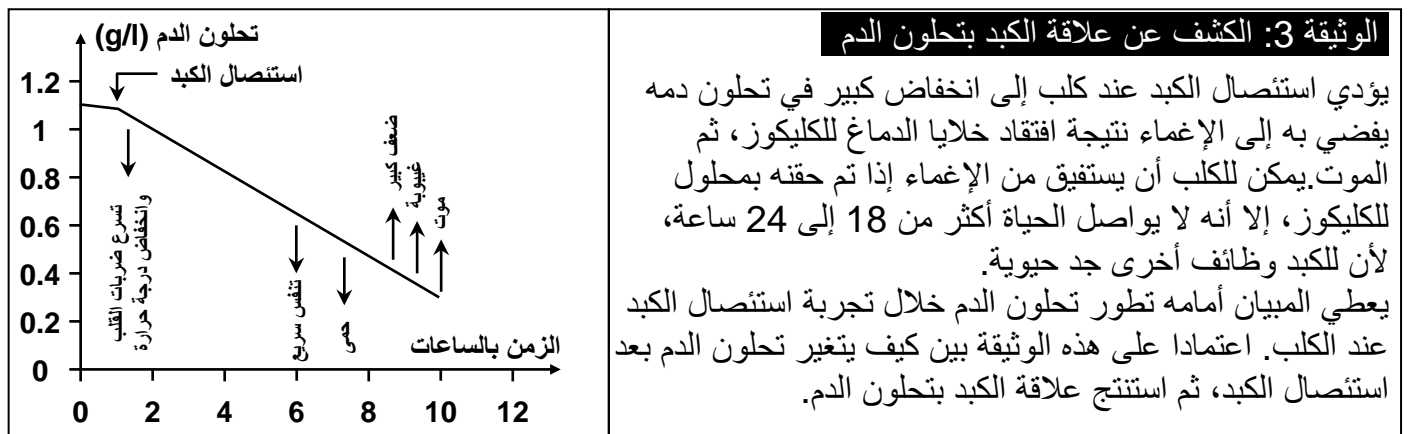 الوثيقة 3: الكشف عن علاقة الكبد بتحلون الدم
يؤدي استئصال الكبد عند كلب إلى انخفاض كبير في تحلون دمه
يفضي به إلى الإغماء نتيجة افتقاد خلايا الدماغ للكليكوز، ثم
الموت.يمكن للكلب أن يستفيق من الإغماء إذا تم حقنه بمحلول
للكليكوز، إلا أنه لا يواصل الحياة أكثر من 18 إلى 24 ساعة،
لأن للكبد وظائف أخرى جد حيوية.
يعطي المبيان أمامه تطور تحلون الدم خلال تجربة استئصال الكبد
عند الكلب. اعتمادا على هذه الوثيقة بين كيف يتغير تحلون الدم بعد
استئصال الكبد، ثم استنتج علاقة الكبد بتحلون الدم.
تحلون الدم (g/l)
استئصال الكبد
1.2
1
0.8
0.6
0.4
0.2
0
تسرع ضربات القلب
وانخفاض درجة حرارة
تنفس سريع
حمى
ضعف كبير
غيبوبة
موت
الزمن بالساعات
0 2 4 6 8 10 12